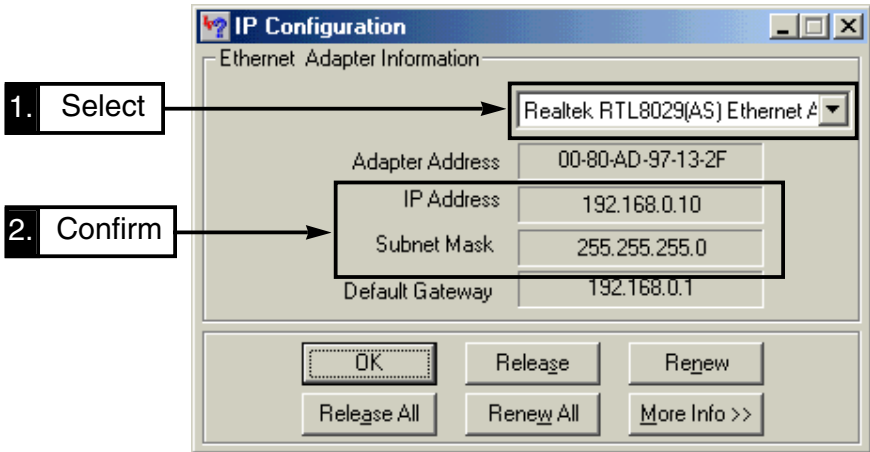 IP Configuration
Ethernet Adapter Information
1. Select
Realtek RTL8029(AS) Ethernet A
Adapter Address 00-80-AD-97-13-2F
IP Address 192.168.0.10
2. Confirm
Subnet Mask 255.255.255.0
Default Gateway 192.168.0.1
OK Release Renew
Release All Renew All More Info >>